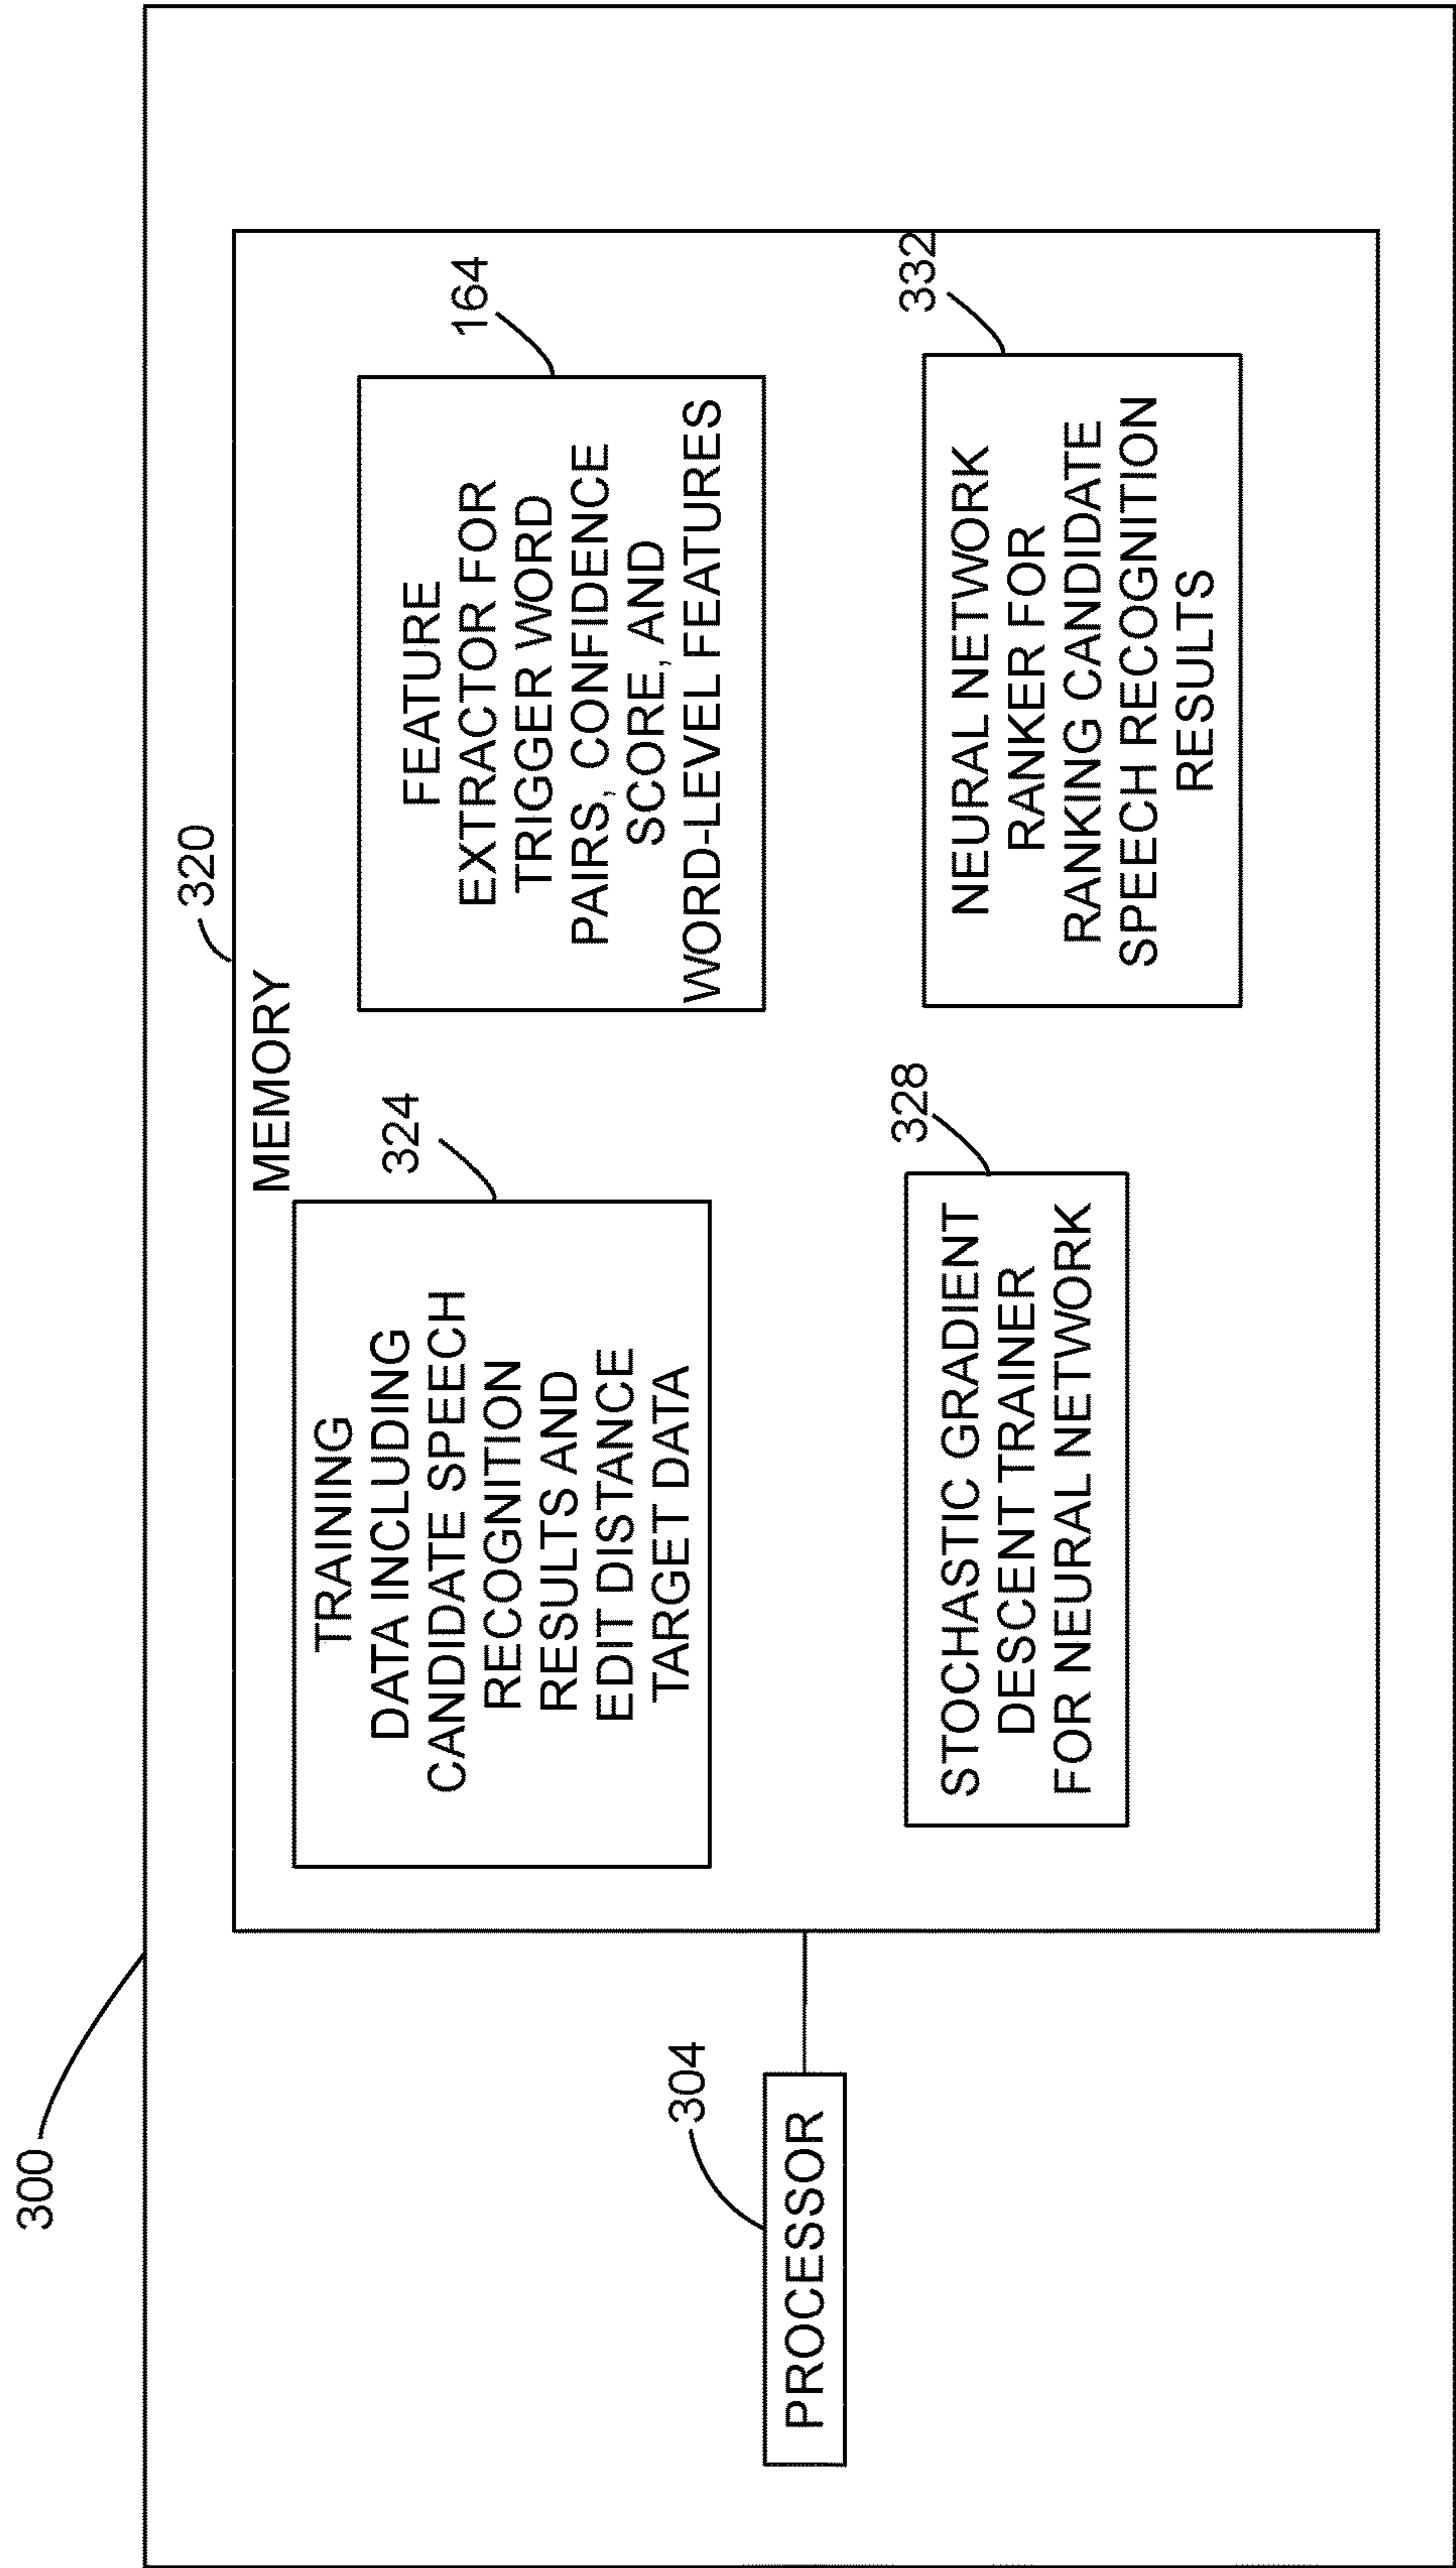 300
320
MEMORY
324
TRAINING
DATA INCLUDING
CANDIDATE SPEECH
RECOGNITION
RESULTS AND
EDIT DISTANCE
TARGET DATA
164
FEATURE
EXTRACTOR FOR
TRIGGER WORD
PAIRS, CONFIDENCE
SCORE, AND
WORD-LEVEL FEATURES
304
PROCESSOR
328
STOCHASTIC GRADIENT
DESCENT TRAINER
FOR NEURAL NETWORK
332
NEURAL NETWORK
RANKER FOR
RANKING CANDIDATE
SPEECH RECOGNITION
RESULTS